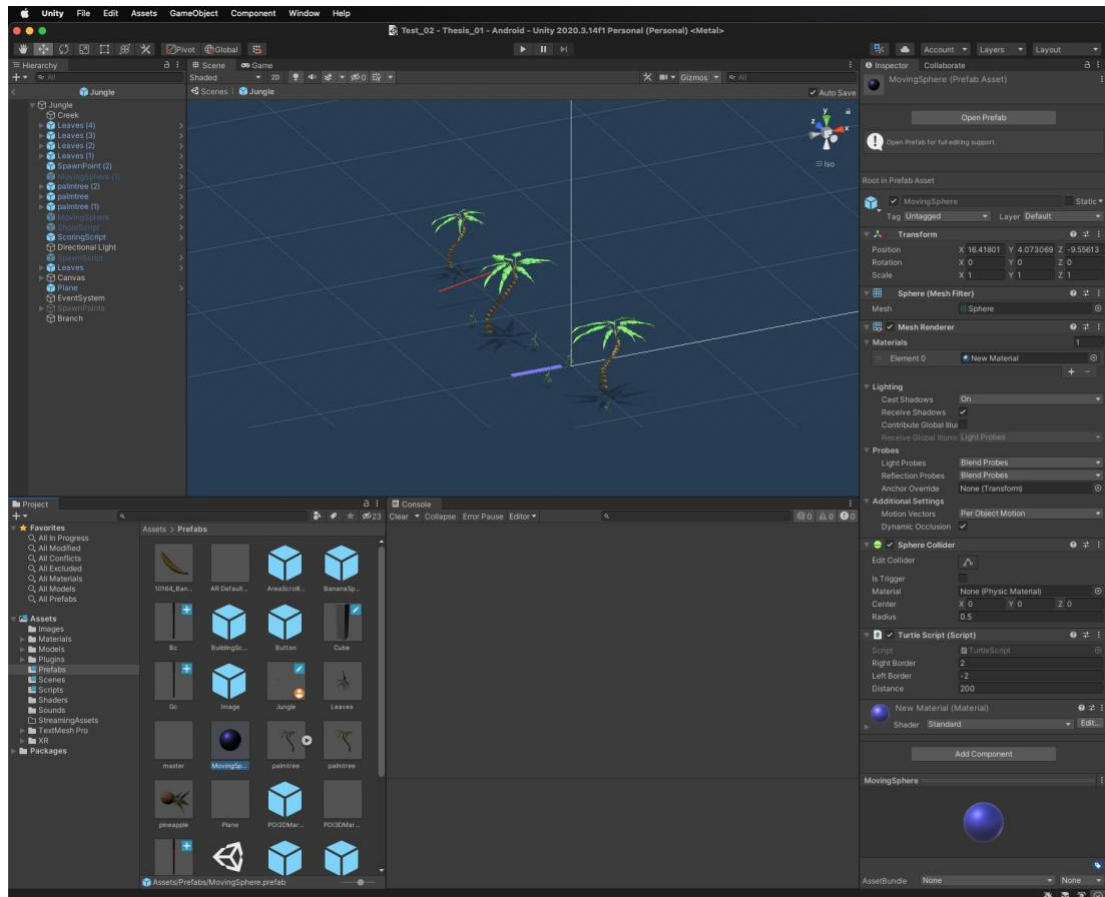 Unity File Edit Assets GameObject Component Window Help
Test_02 - Thesis_01 - Android - Unity 2020.3.14f1 Personal (Personal) <Metal>
Pivot Global
Account Layers Layout
Hierarchy
All
Jungle
Jungle
Creek
Leaves (4)
Leaves (3)
Leaves (2)
Leaves (1)
SpawnPoint (2)
MovingSphere (1)
palmtree (2)
palmtree
palmtree (1)
MovingSphere
ShootScript
ScoringScript
Directional Light
SpawnScript
Leaves
Canvas
Plane
EventSystem
SpawnPoints
Branch
Scene Game
Shaded 2D 0 Gizmos All
Scenes Jungle Auto Save
y
z x
Iso
Inspector Collaborate
MovingSphere (Prefab Asset)
Open Prefab
Open Prefab for full editing support.
Root in Prefab Asset
MovingSphere Static
Tag Untagged Layer Default
Transform
Position X 16.41801 Y 4.073069 Z -9.55613
Rotation X 0 Y 0 Z 0
Scale X 1 Y 1 Z 1
Sphere (Mesh Filter)
Mesh Sphere
Mesh Renderer
Materials 1
Element 0 New Material
+ -
Lighting
Cast Shadows On
Receive Shadows
Contribute Global Illu
Receive Global Illumi Light Probes
Probes
Light Probes Blend Probes
Reflection Probes Blend Probes
Anchor Override None (Transform)
Additional Settings
Motion Vectors Per Object Motion
Dynamic Occlusion
Sphere Collider
Edit Collider
Is Trigger
Material None (Physic Material)
Center X 0 Y 0 Z 0
Radius 0.5
Turtle Script (Script)
Script TurtleScript
Right Border 2
Left Border -2
Distance 200
New Material (Material)
Shader Standard Edit...
Add Component
MovingSphere
AssetBundle None None
Project
23
Favorites
All In Progress
All Modified
All Conflicts
All Excluded
All Materials
All Models
All Prefabs
Assets
Images
Materials
Models
Plugins
Prefabs
Scenes
Scripts
Shaders
Sounds
StreamingAssets
TextMesh Pro
XR
Packages
Assets > Prefabs
10164_Ban... AR Default... AreaScroll... BananaSp...
Bc BuildingSc... Button Cube
Gc Image Jungle Leaves
master MovingSp... palmtree palmtree
pineapple Plane POI2DMar... POI3DMar...
Assets/Prefabs/MovingSphere.prefab
Console
Clear Collapse Error Pause Editor 0 0 0